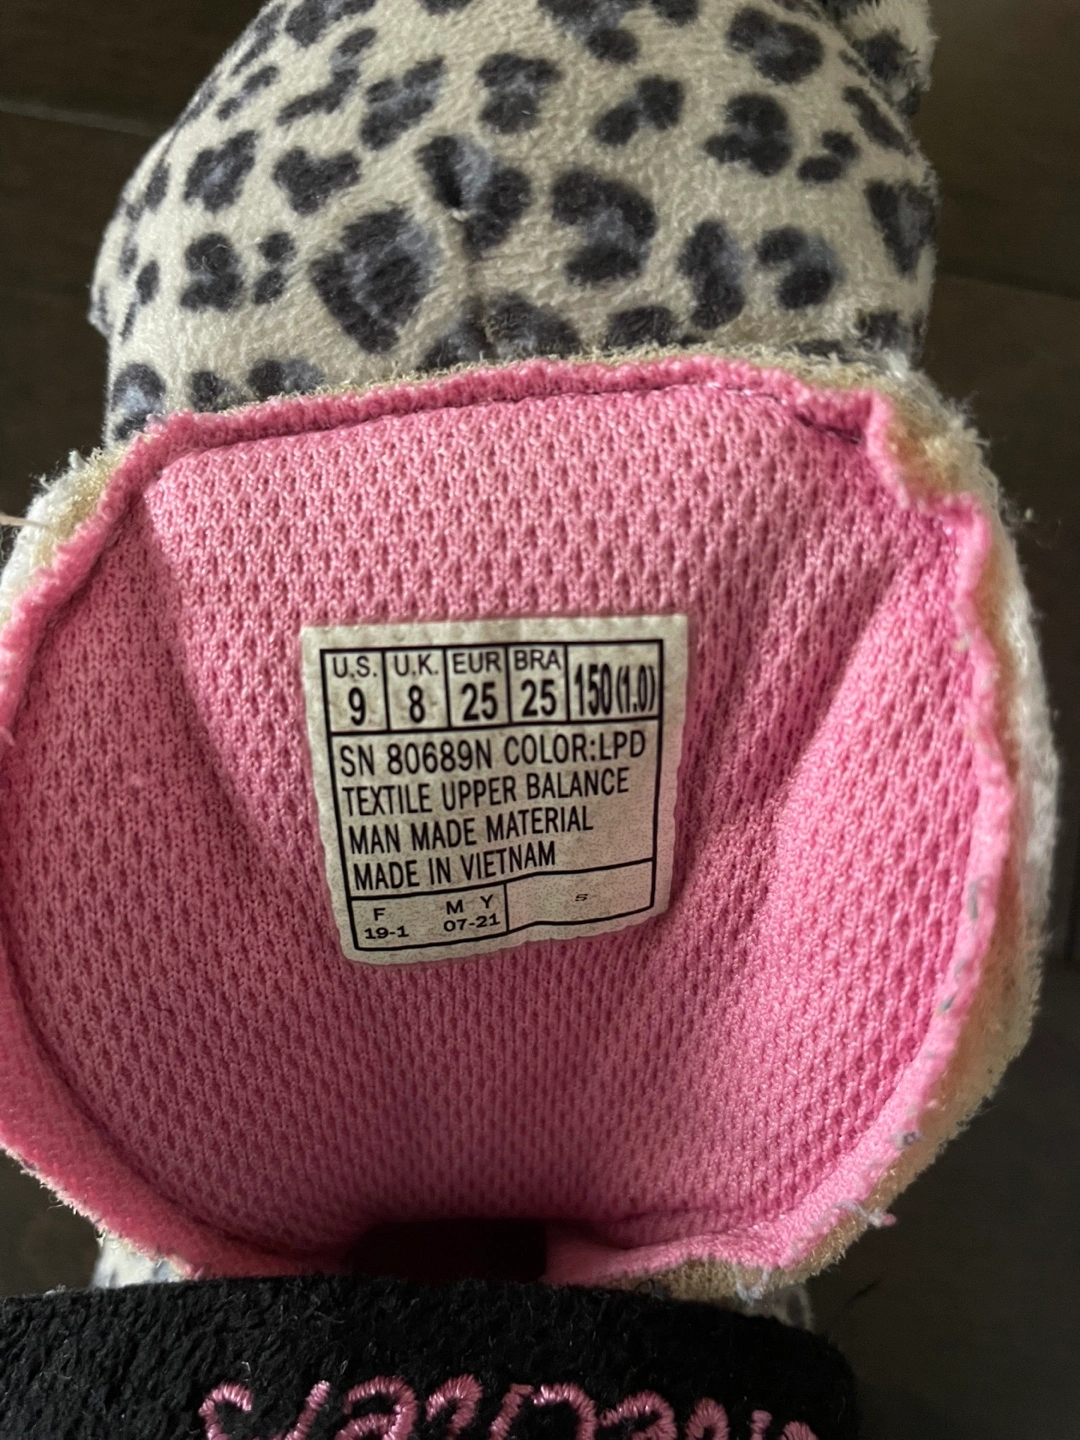 U.S. U.K. EUR BRA 150(1.0)
9 8 25 25
SN 80689N COLOR:LPD
TEXTILE UPPER BALANCE
MAN MADE MATERIAL
MADE IN VIETNAM
F M Y S
19-1 07-21